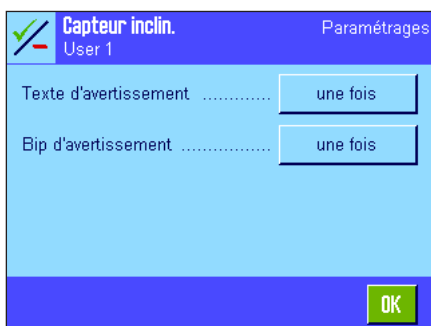 Capteur inclin. Paramétrages
User 1
Texte d'avertissement ............. une fois
Bip d'avertissement ................. une fois
OK